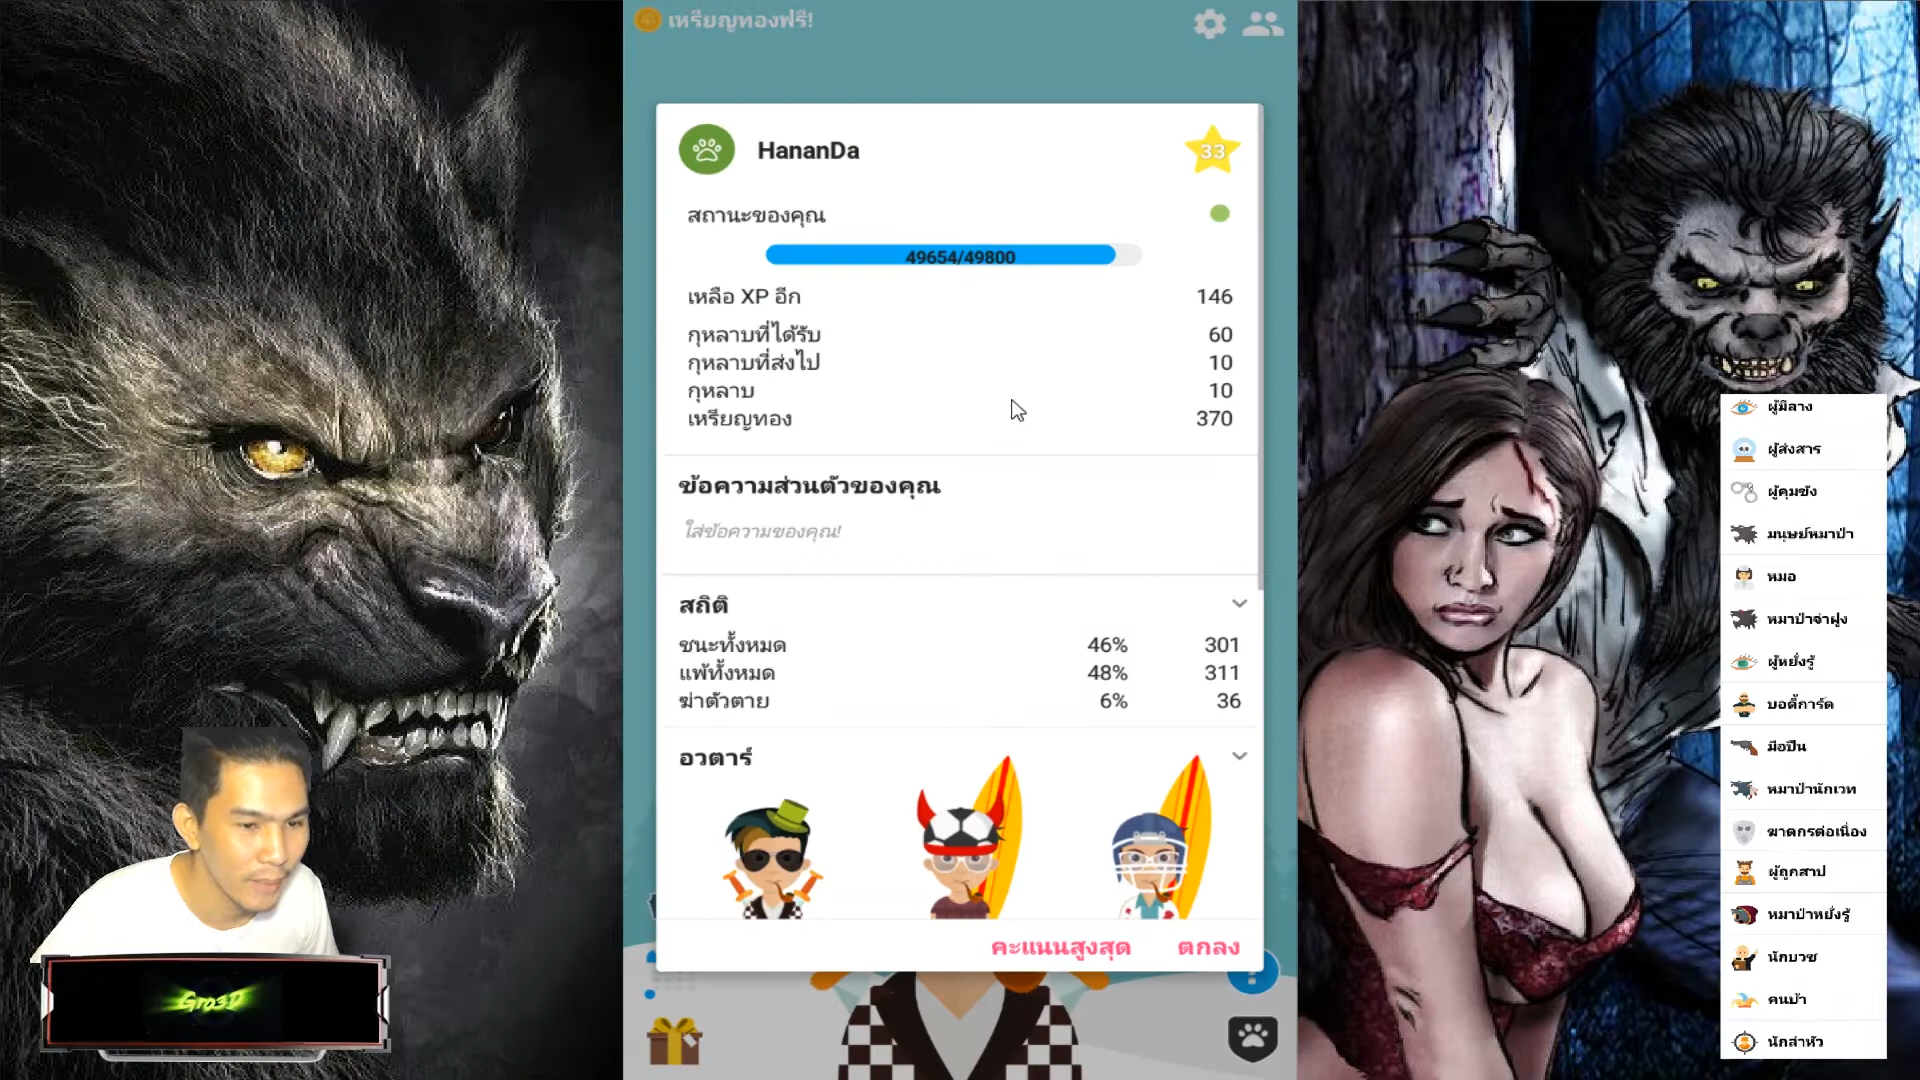 เหรียญทองฟรี!
HananDa
33
สถานะของคุณ
49654/49800
เหลือ XP อีก 146
กุหลาบที่ได้รับ 60
กุหลาบที่ส่งไป 10
กุหลาบ 10
เหรียญทอง 370
ข้อความส่วนตัวของคุณ
ใส่ข้อความของคุณ!
สถิติ
ชนะทั้งหมด 46% 301
แพ้ทั้งหมด 48% 311
ฆ่าตัวตาย 6% 36
อวตาร์
คะแนนสูงสุด ตกลง
Gro3D
ผู้มีลาง
ผู้ส่งสาร
ผู้คุมขัง
มนุษย์หมาป่า
หมอ
หมาป่าจ่าฝูง
ผู้หยั่งรู้
บอดี้การ์ด
มือปืน
หมาป่านักเวท
ฆาตกรต่อเนื่อง
ผู้ถูกสาป
หมาป่าหยั่งรู้
นักบวช
คนบ้า
นักล่าหัว